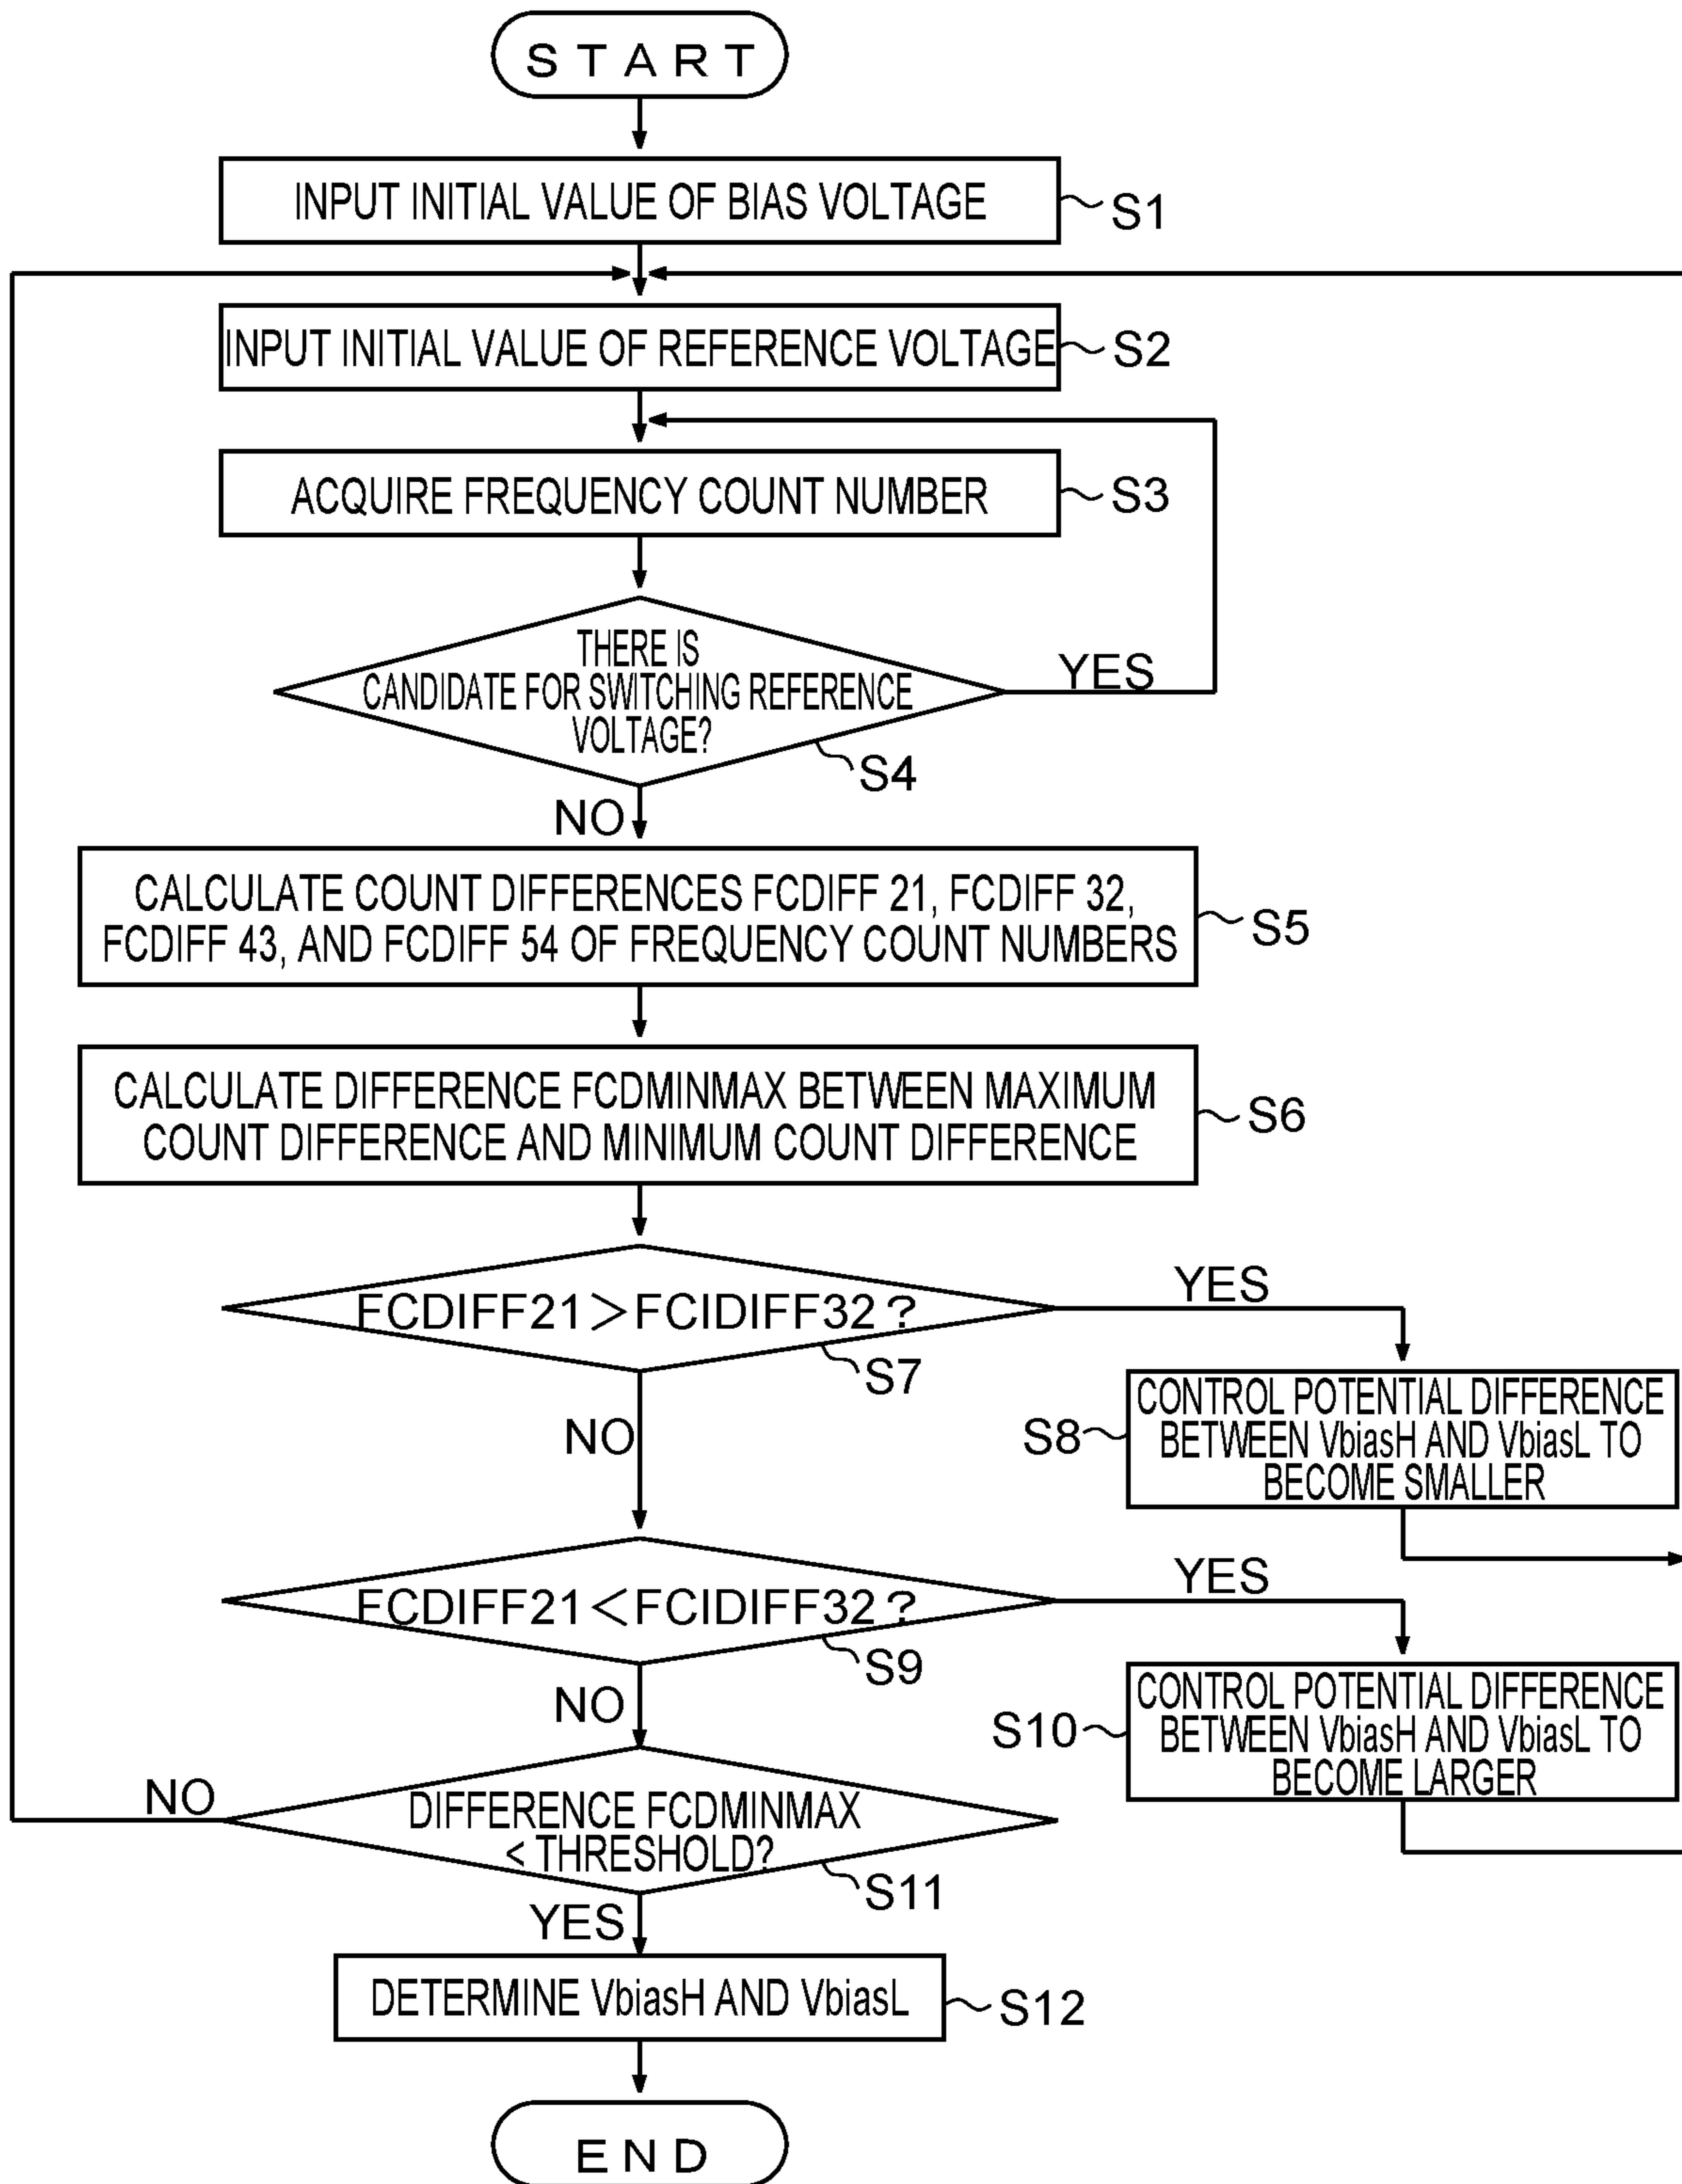 START
INPUT INITIAL VALUE OF BIAS VOLTAGE
S1
INPUT INITIAL VALUE OF REFERENCE VOLTAGE
S2
ACQUIRE FREQUENCY COUNT NUMBER
S3
THERE IS
CANDIDATE FOR SWITCHING REFERENCE
VOLTAGE?
YES
S4
NO
CALCULATE COUNT DIFFERENCES FCDIFF 21, FCDIFF 32,
FCDIFF 43, AND FCDIFF 54 OF FREQUENCY COUNT NUMBERS
S5
CALCULATE DIFFERENCE FCDMINMAX BETWEEN MAXIMUM
COUNT DIFFERENCE AND MINIMUM COUNT DIFFERENCE
S6
FCDIFF21>FCIDIFF32?
YES
S7
NO
CONTROL POTENTIAL DIFFERENCE
BETWEEN VbiasH AND VbiasL TO
BECOME SMALLER
S8
FCDIFF21<FCIDIFF32?
YES
S9
NO
CONTROL POTENTIAL DIFFERENCE
BETWEEN VbiasH AND VbiasL TO
BECOME LARGER
S10
NO
DIFFERENCE FCDMINMAX
< THRESHOLD?
S11
YES
DETERMINE VbiasH AND VbiasL
S12
END